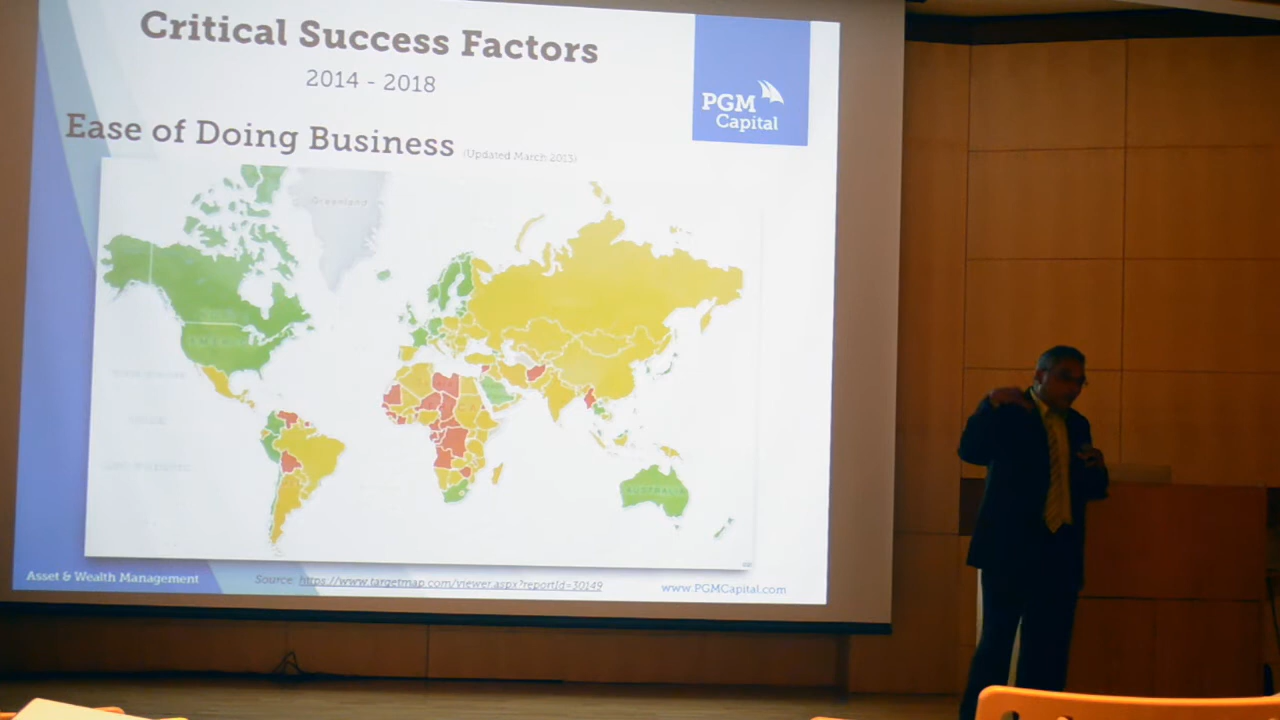 Critical Success Factors
2014 - 2018
PGM
Capital
Ease of Doing Business (Updated March 2013)
Greenland
AUSTRALIA
Asset & Wealth Management
Source: https://www.targetmap.com/viewer.aspx?reportId=30149
www.PGMCapital.com